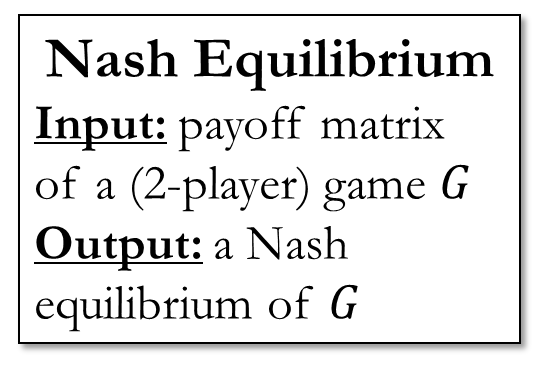 Nash Equilibrium
Input: payoff matrix
of a (2-player) game 𝐺
Output: a Nash
equilibrium of 𝐺